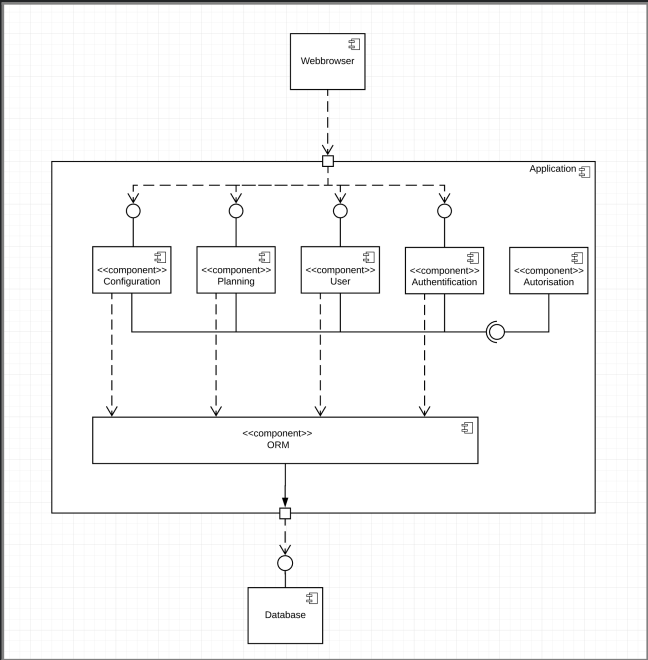 Webbrowser
Application
<<component>>
Configuration
<<component>>
Planning
<<component>>
User
<<component>>
Authentification
<<component>>
Autorisation
<<component>>
ORM
Database